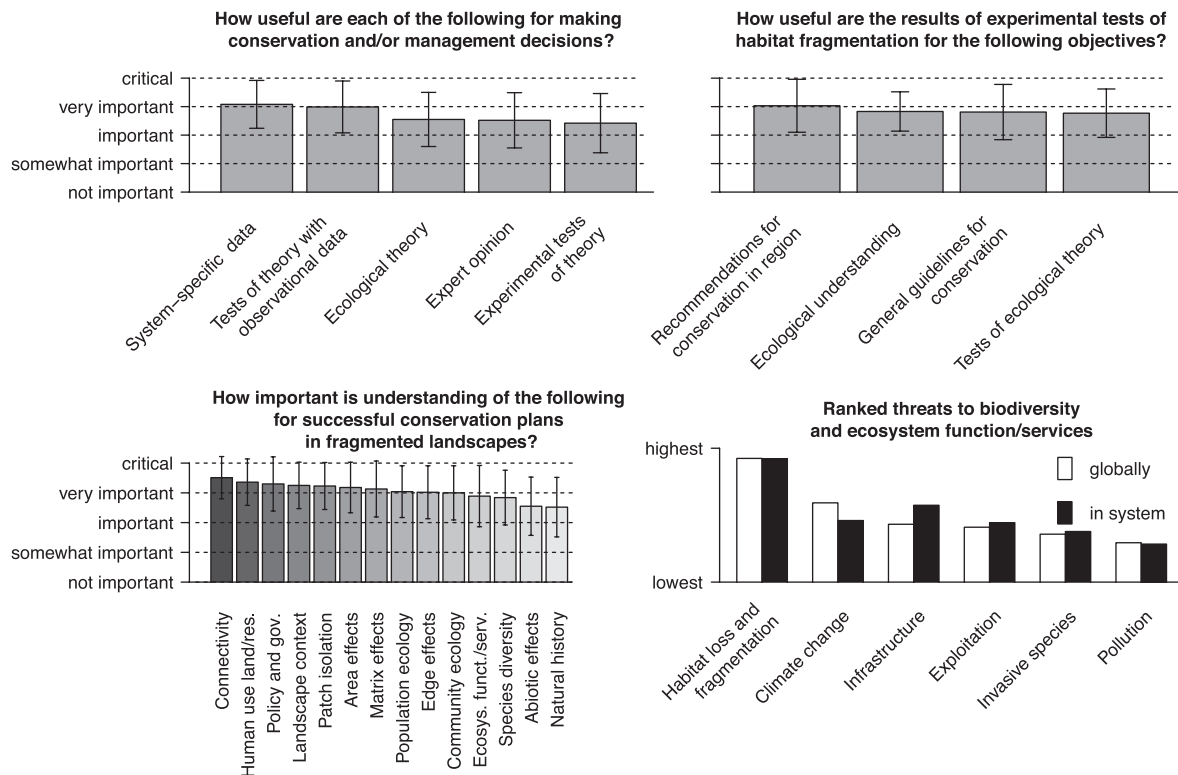 How useful are each of the following for making
conservation and/or management decisions?
critical
very important
important
somewhat important
not important
System−specific data
Tests of theory with
observational data
Ecological theory
Expert opinion
Experimental tests
of theory
How useful are the results of experimental tests of
habitat fragmentation for the following objectives?
Recommendations for
conservation in region
Ecological understanding
General guidelines for
conservation
Tests of ecological theory
How important is understanding of the following
for successful conservation plans
in fragmented landscapes?
critical
very important
important
somewhat important
not important
Connectivity
Human use land/res.
Policy and gov.
Landscape context
Patch isolation
Area effects
Matrix effects
Population ecology
Edge effects
Community ecology
Ecosys. funct./serv.
Species diversity
Abiotic effects
Natural history
Ranked threats to biodiversity
and ecosystem function/services
highest
lowest
globally
in system
Habitat loss and
fragmentation
Climate change
Infrastructure
Exploitation
Invasive species
Pollution